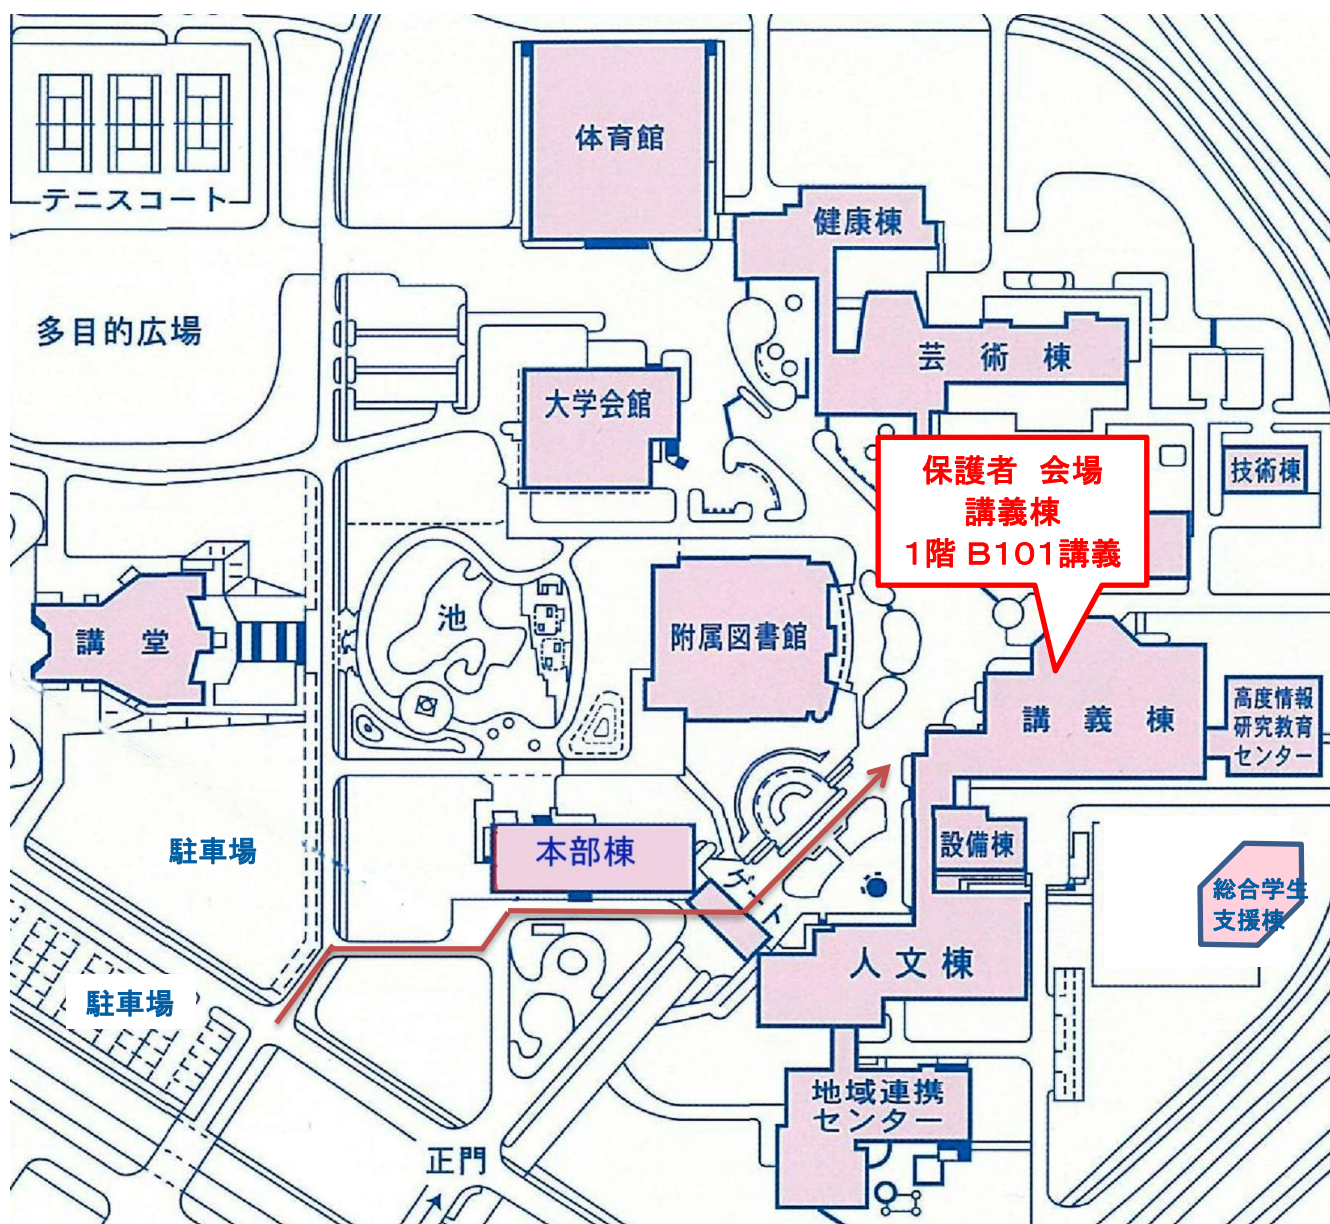 体育館
テニスコート
健康棟
多目的広場
芸術棟
大学会館
保護者 会場
講義棟
1階 B101講義
技術棟
池
講堂
附属図書館
講義棟
高度情報
研究教育
センター
駐車場
本部棟
設備棟
ゲート
総合学生
支援棟
人文棟
駐車場
地域連携
センター
正門